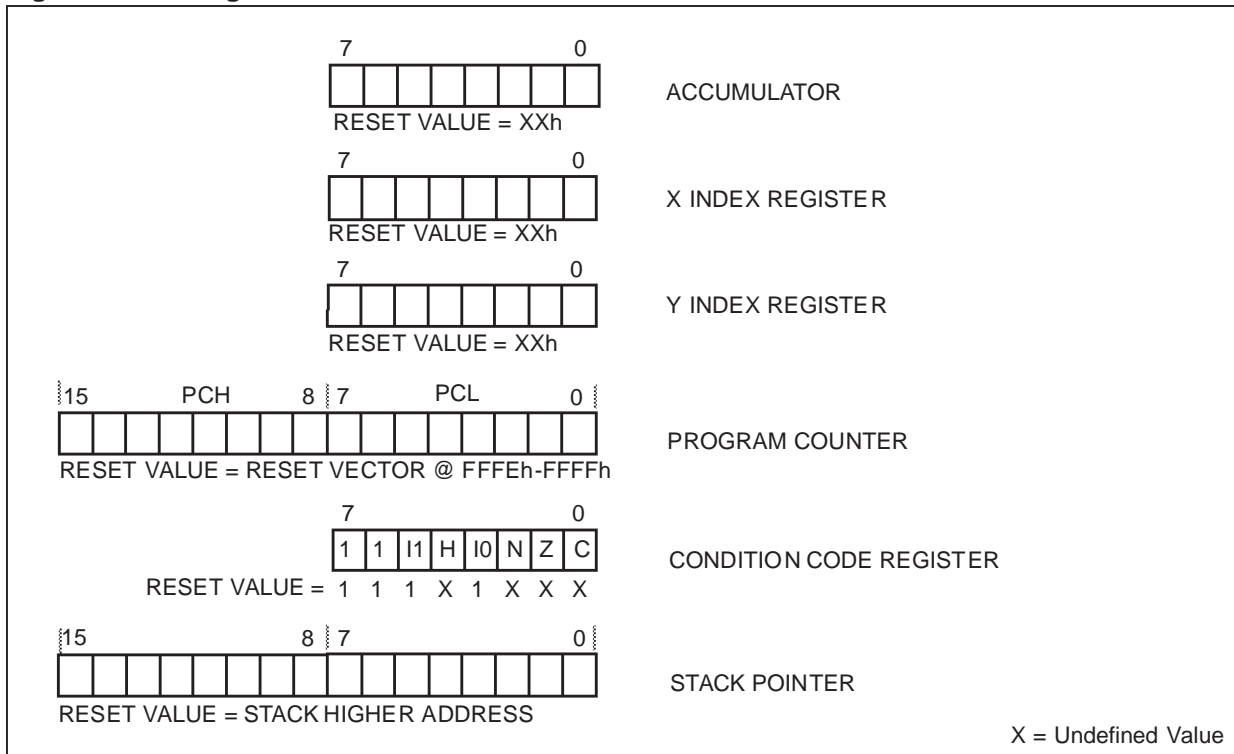 7 0
ACCUMULATOR
RESET VALUE = XXh
7 0
X INDEX REGISTER
RESET VALUE = XXh
7 0
Y INDEX REGISTER
RESET VALUE = XXh
15 PCH 8 7 PCL 0
PROGRAM COUNTER
RESET VALUE = RESET VECTOR @ FFFEh-FFFFh
7 0
1 1 I1 H I0 N Z C
CONDITION CODE REGISTER
RESET VALUE = 1 1 1 X 1 X X X
15 8 7 0
STACK POINTER
RESET VALUE = STACK HIGHER ADDRESS
X = Undefined Value